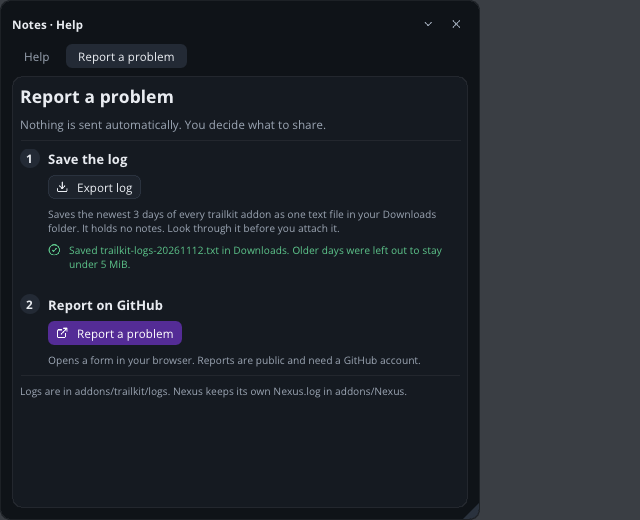 Notes · Help
Help
Report a problem
Report a problem
Nothing is sent automatically. You decide what to share.
1
Save the log
Export log
Saves the newest 3 days of every trailkit addon as one text file in your Downloads
folder. It holds no notes. Look through it before you attach it.
Saved trailkit-logs-20261112.txt in Downloads. Older days were left out to stay
under 5 MiB.
2
Report on GitHub
Report a problem
Opens a form in your browser. Reports are public and need a GitHub account.
Logs are in addons/trailkit/logs. Nexus keeps its own Nexus.log in addons/Nexus.